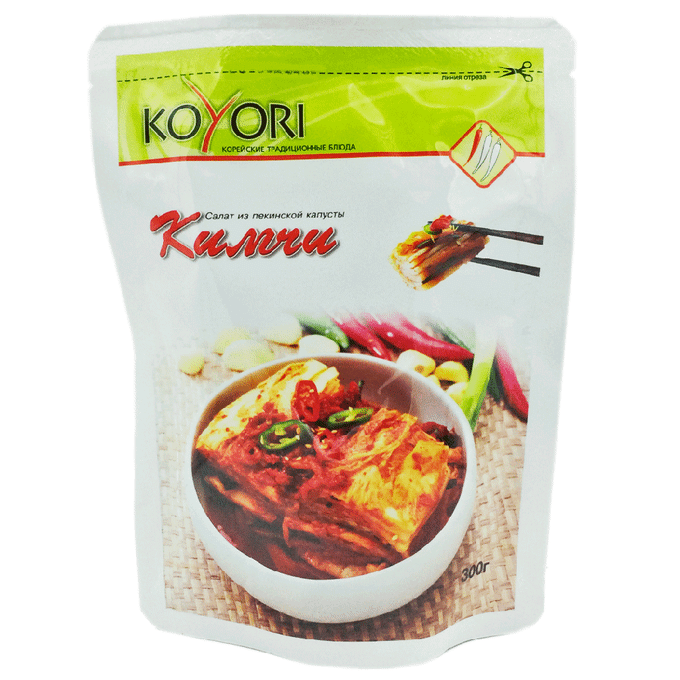 линия отреза
KOYORI
КОРЕЙСКИЕ ТРАДИЦИОННЫЕ БЛЮДА
Салат из пекинской капусты
Кимчи
300г